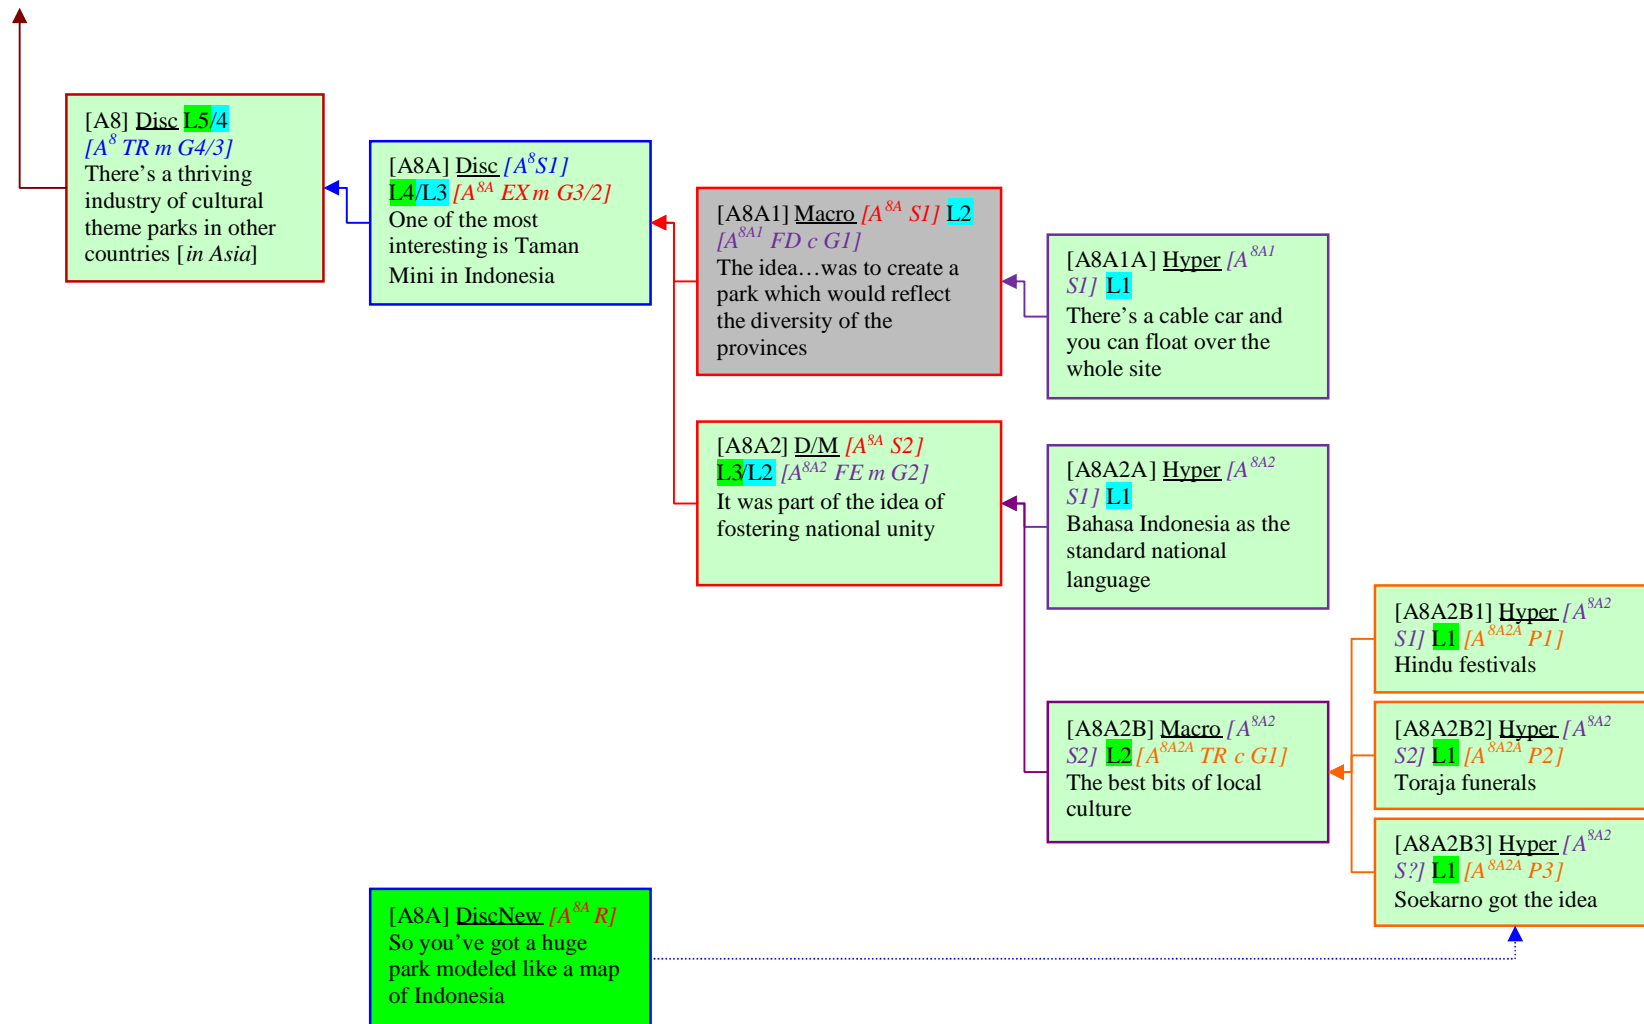 [A8] Disc L5/4
[A8 TR m G4/3]
There's a thriving
industry of cultural
theme parks in other
countries [in Asia]
[A8A] Disc [A8S1]
L4/L3 [A8A EX m G3/2]
One of the most
interesting is Taman
Mini in Indonesia
[A8A1] Macro [A8A S1] L2
[A8A1 FD c G1]
The idea…was to create a
park which would reflect
the diversity of the
provinces
[A8A1A] Hyper [A8A1
S1] L1
There's a cable car and
you can float over the
whole site
[A8A2] D/M [A8A S2]
L3/L2 [A8A2 FE m G2]
It was part of the idea of
fostering national unity
[A8A2A] Hyper [A8A2
S1] L1
Bahasa Indonesia as the
standard national
language
[A8A2B] Macro [A8A2
S2] L2 [A8A2A TR c G1]
The best bits of local
culture
[A8A2B1] Hyper [A8A2
S1] L1 [A8A2A P1]
Hindu festivals
[A8A2B2] Hyper [A8A2
S2] L1 [A8A2A P2]
Toraja funerals
[A8A2B3] Hyper [A8A2
S?] L1 [A8A2A P3]
Soekarno got the idea
[A8A] DiscNew [A8A R]
So you've got a huge
park modeled like a map
of Indonesia